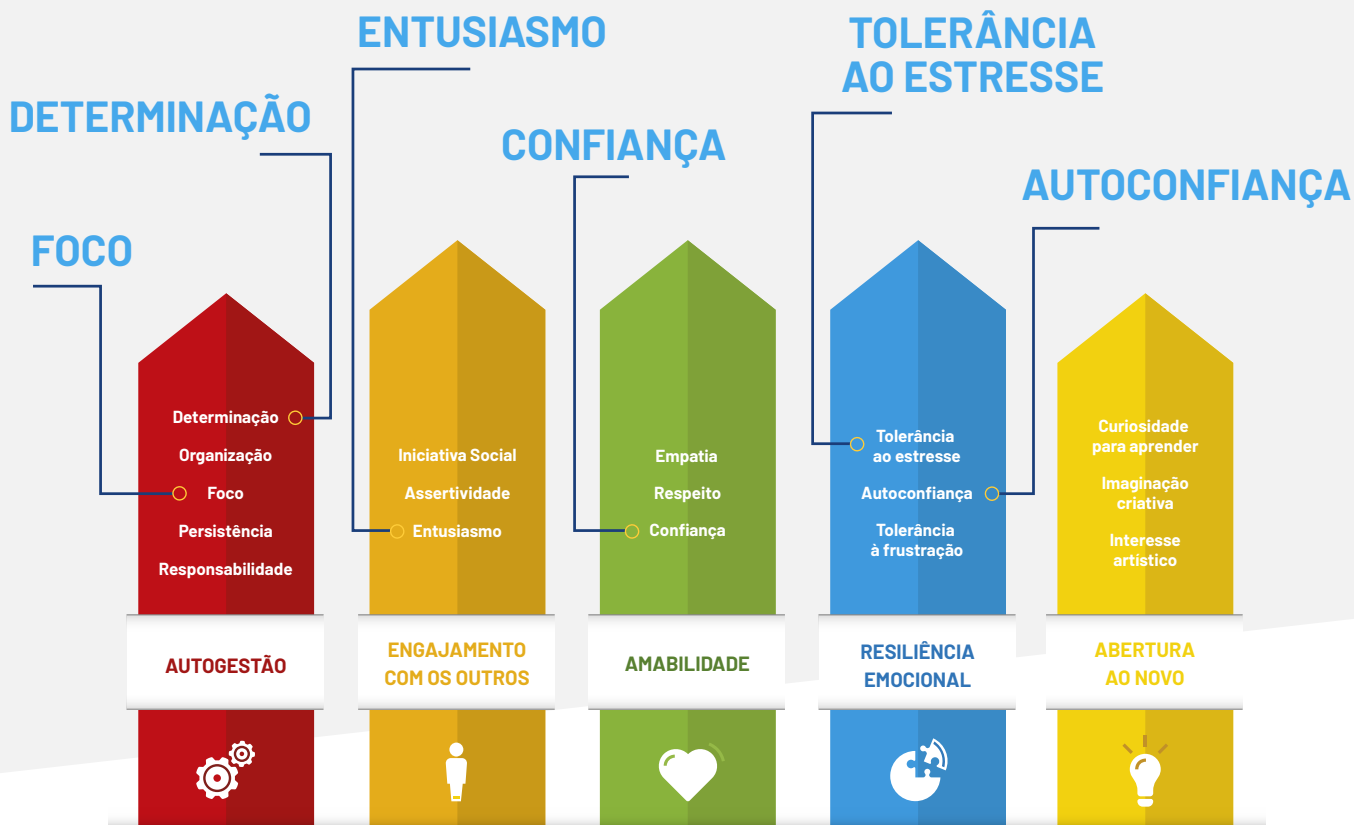 ENTUSIASMO
TOLERÂNCIA
AO ESTRESSE
DETERMINAÇÃO
CONFIANÇA
AUTOCONFIANÇA
FOCO
Determinação
Organização
Foco
Persistência
Responsabilidade
AUTOGESTÃO
Iniciativa Social
Assertividade
Entusiasmo
ENGAJAMENTO
COM OS OUTROS
Empatia
Respeito
Confiança
AMABILIDADE
Tolerância
ao estresse
Autoconfiança
Tolerância
à frustração
RESILIÊNCIA
EMOCIONAL
Curiosidade
para aprender
Imaginação
criativa
Interesse
artístico
ABERTURA
AO NOVO